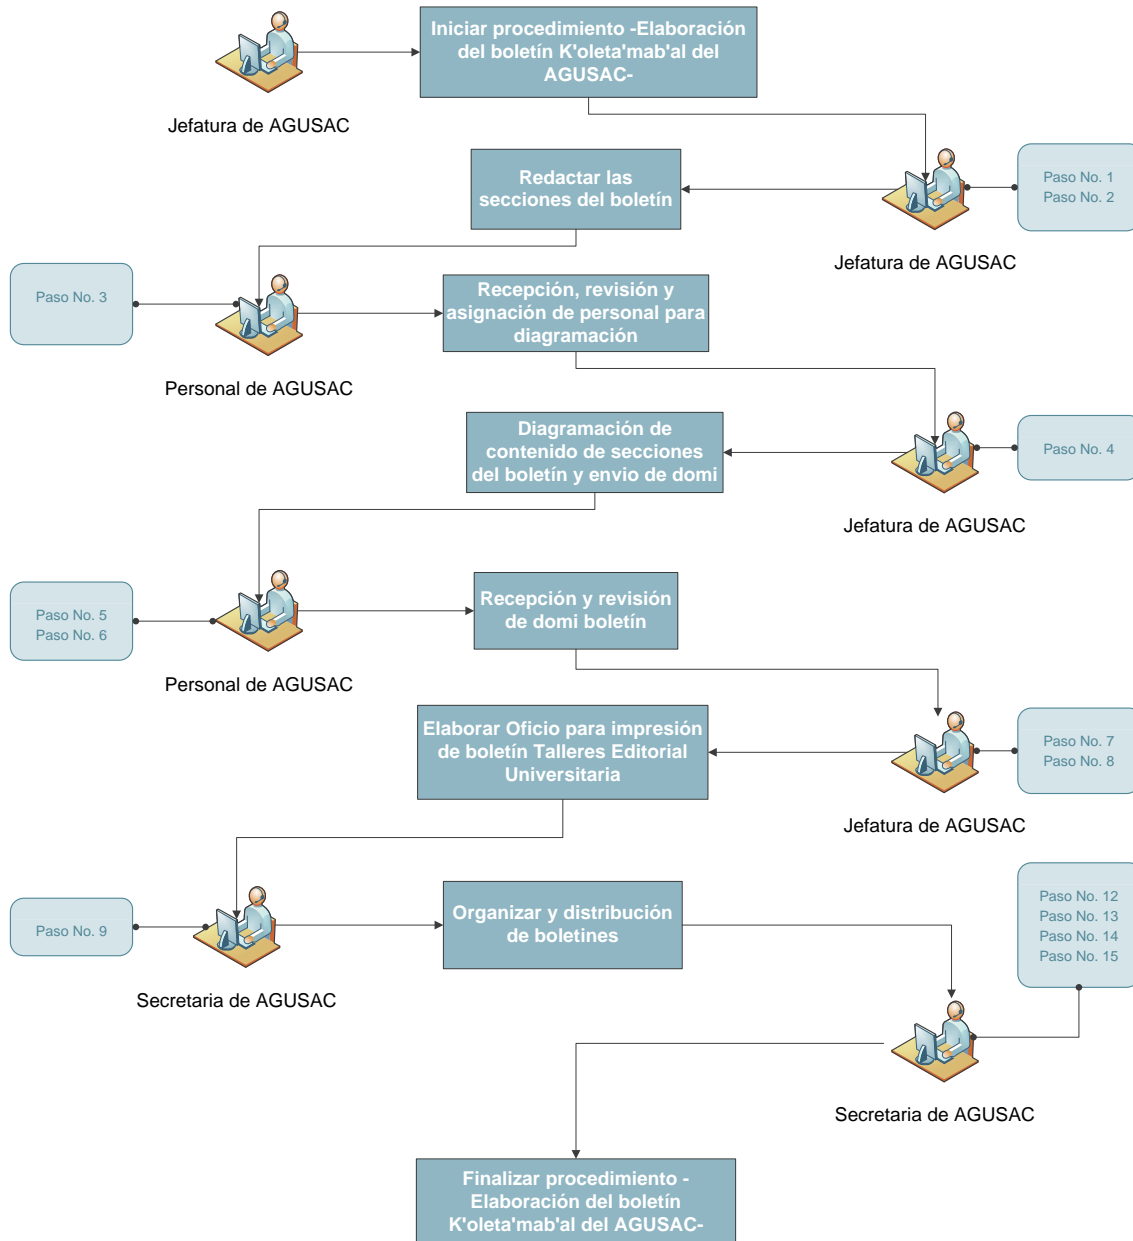 Iniciar procedimiento -Elaboración
del boletín K'oleta'mab'al del
AGUSAC-
Jefatura de AGUSAC
Redactar las
secciones del boletín
Paso No. 1
Paso No. 2
Jefatura de AGUSAC
Paso No. 3
Recepción, revisión y
asignación de personal para
diagramación
Personal de AGUSAC
Diagramación de
contenido de secciones
del boletín y envio de domi
Paso No. 4
Jefatura de AGUSAC
Paso No. 5
Paso No. 6
Recepción y revisión
de domi boletín
Personal de AGUSAC
Elaborar Oficio para impresión
de boletín Talleres Editorial
Universitaria
Paso No. 7
Paso No. 8
Jefatura de AGUSAC
Paso No. 9
Organizar y distribución
de boletines
Paso No. 12
Paso No. 13
Paso No. 14
Paso No. 15
Secretaria de AGUSAC
Secretaria de AGUSAC
Finalizar procedimiento -
Elaboración del boletín
K'oleta'mab'al del AGUSAC-